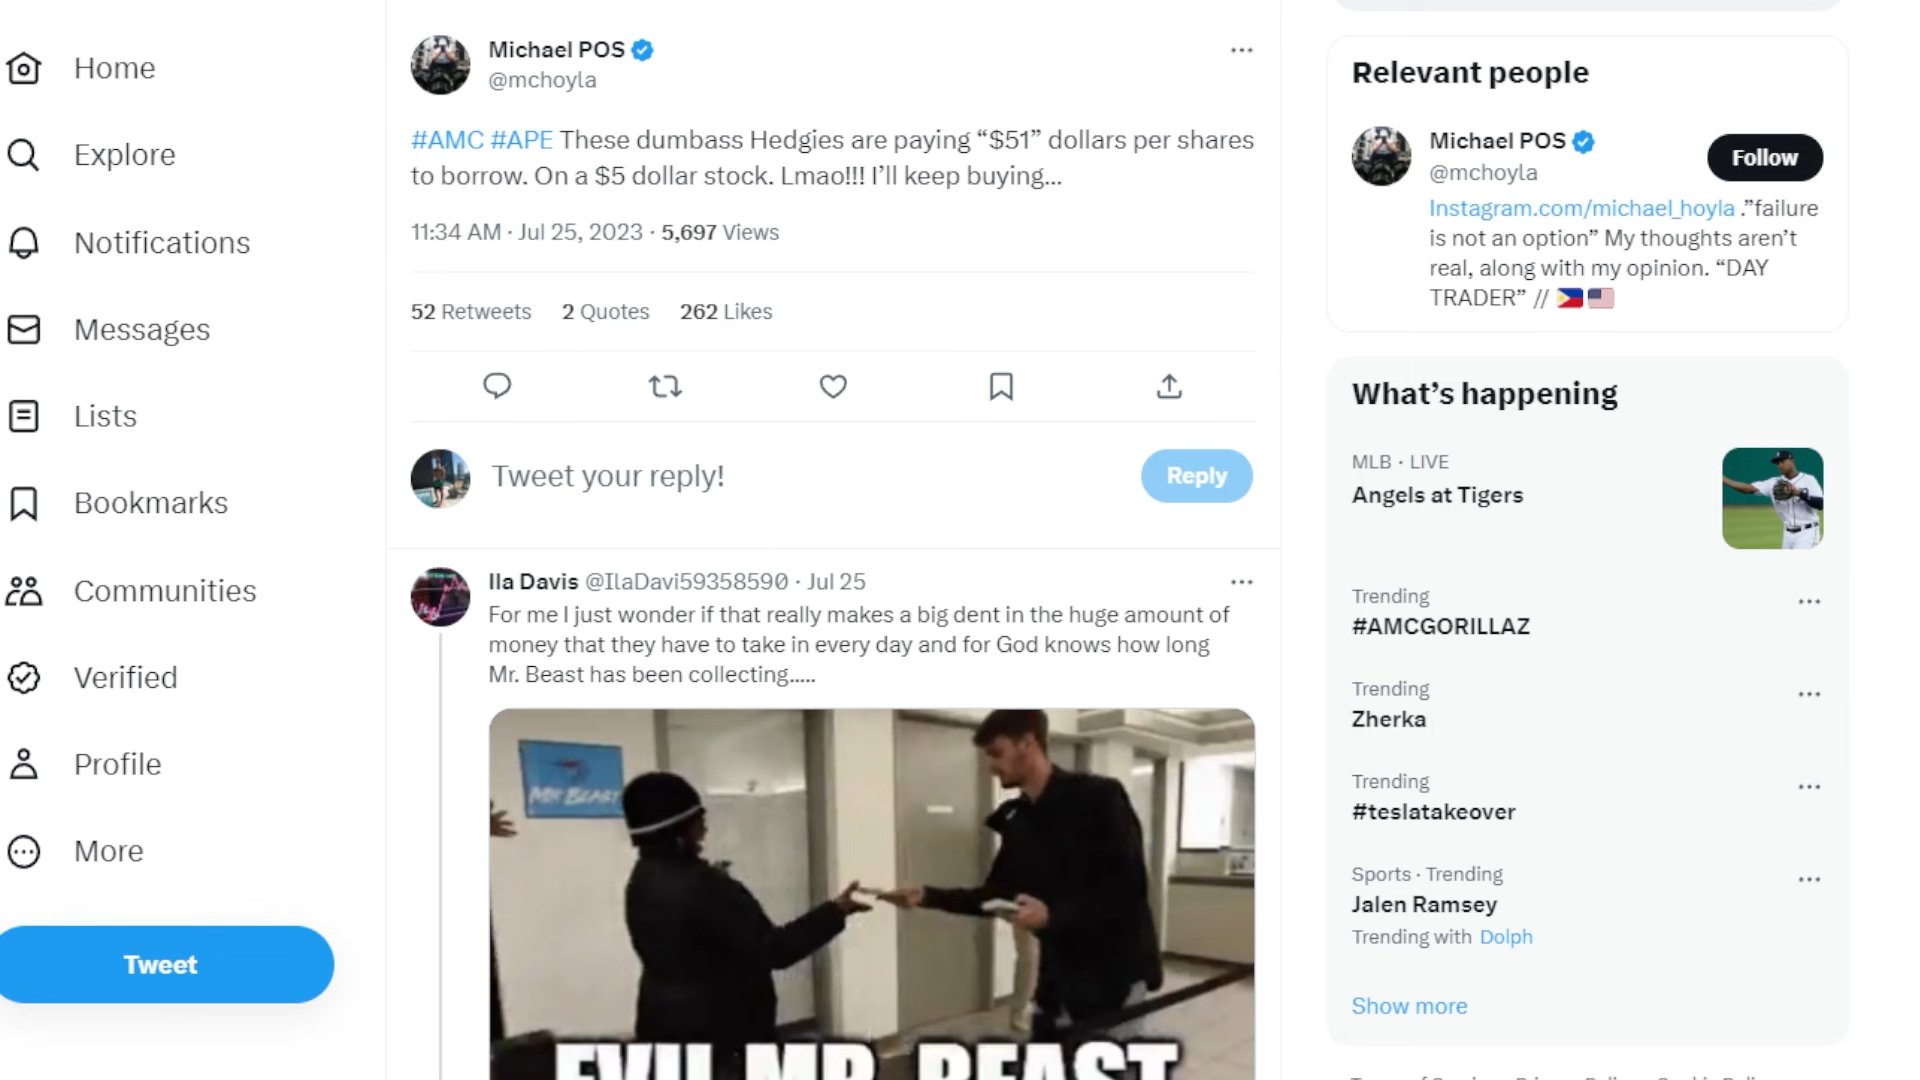 Home
Explore
Notifications
Messages
Lists
Bookmarks
Communities
Verified
Profile
More
Tweet
Michael POS
@mchoyla
#AMC #APE These dumbass Hedgies are paying “$51” dollars per shares
to borrow. On a $5 dollar stock. Lmao!!! I’ll keep buying...
11:34 AM · Jul 25, 2023 · 5,697 Views
52 Retweets 2 Quotes 262 Likes
Tweet your reply!
Reply
Ila Davis @IlaDavi59358590 · Jul 25
For me I just wonder if that really makes a big dent in the huge amount of
money that they have to take in every day and for God knows how long
Mr. Beast has been collecting.....
MR BEAST
EVIL MR. BEAST
Relevant people
Michael POS
@mchoyla
Follow
Instagram.com/michael_hoyla .”failure
is not an option” My thoughts aren’t
real, along with my opinion. “DAY
TRADER” //
What’s happening
MLB · LIVE
Angels at Tigers
Trending
#AMCGORILLAZ
Trending
Zherka
Trending
#teslatakeover
Sports · Trending
Jalen Ramsey
Trending with Dolph
Show more